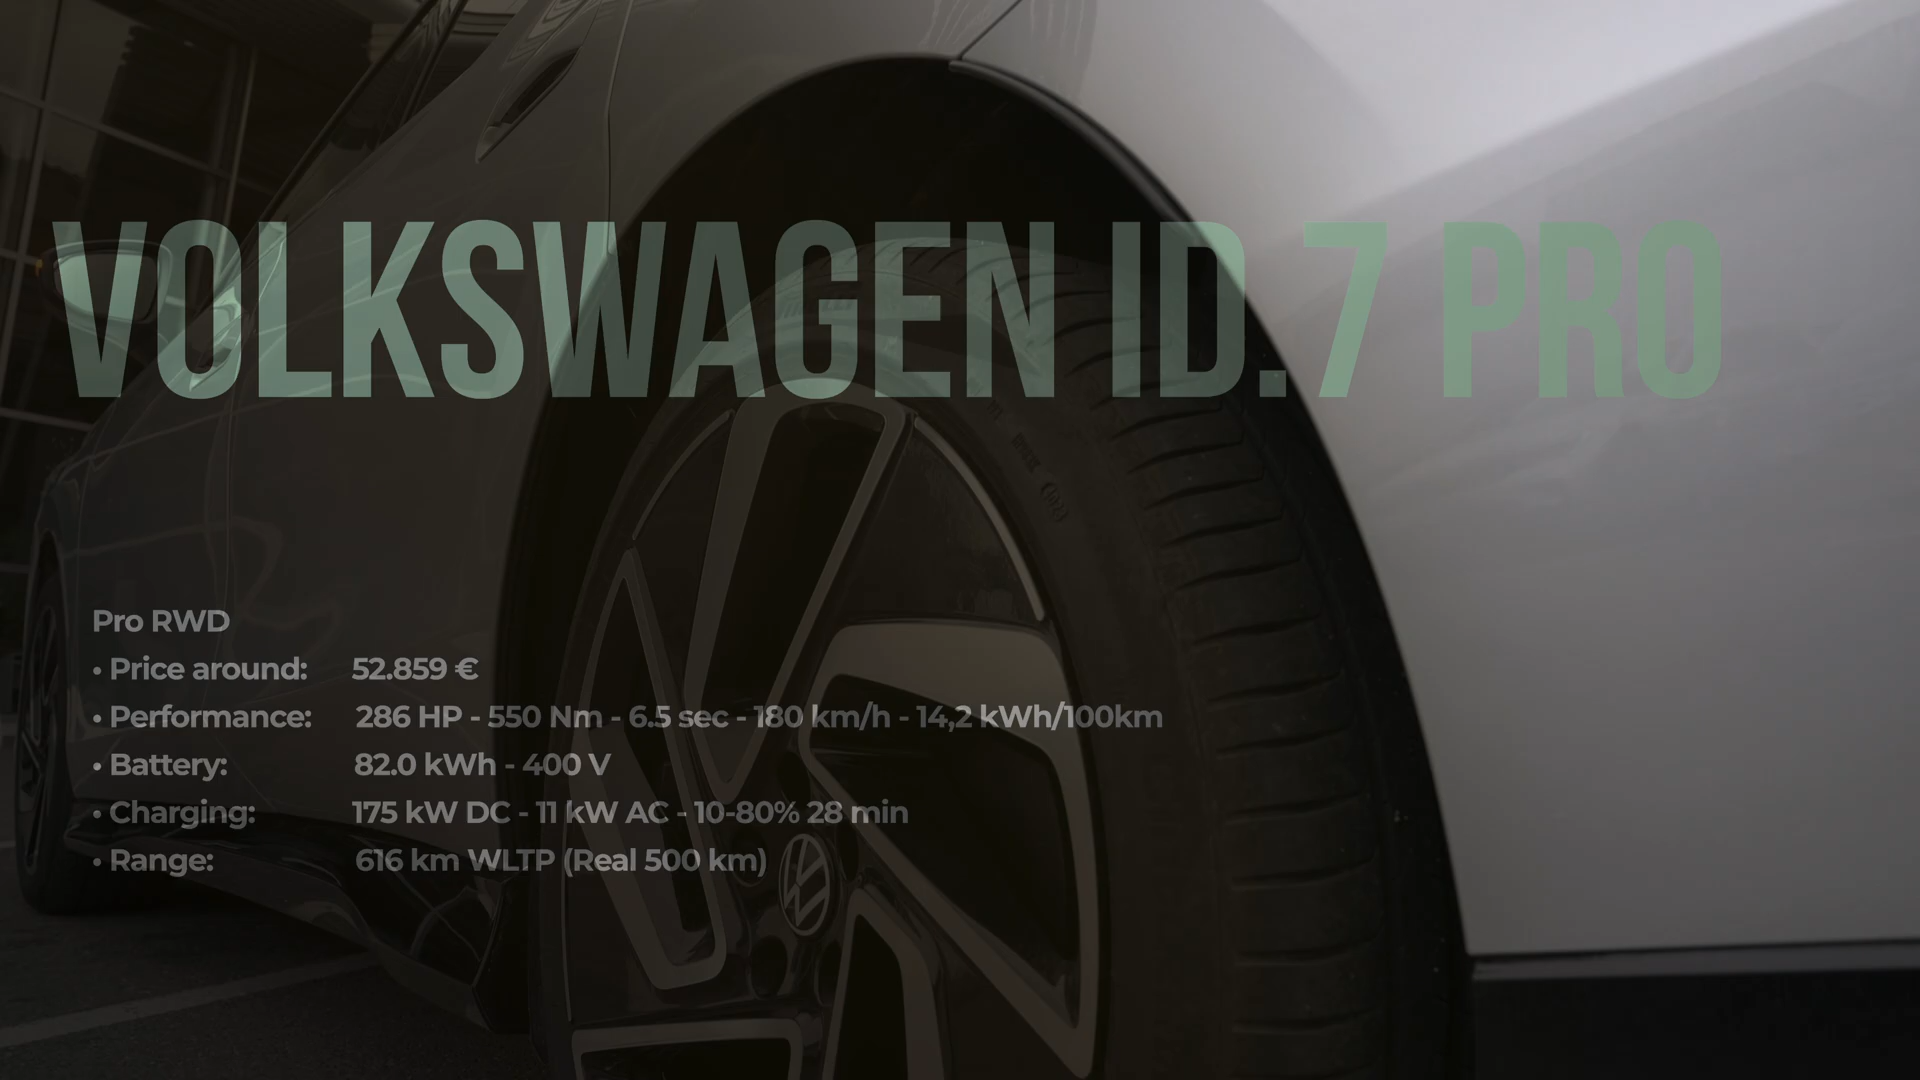 VOLKSWAGEN ID.7 PRO
Pro RWD
• Price around: 52.859 €
• Performance: 286 HP - 550 Nm - 6.5 sec - 180 km/h - 14,2 kWh/100km
• Battery: 82.0 kWh - 400 V
• Charging: 175 kW DC - 11 kW AC - 10-80% 28 min
• Range: 616 km WLTP (Real 500 km)